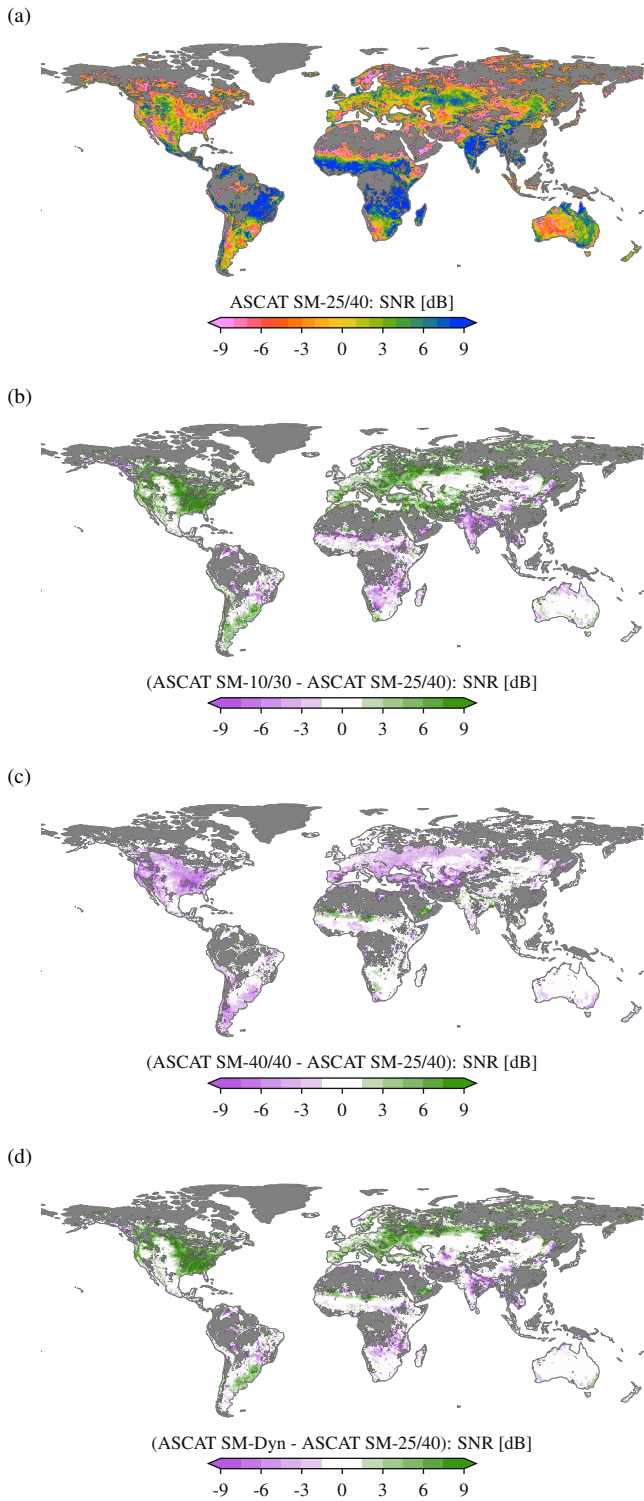 (a)
ASCAT SM-25/40: SNR [dB]
-9 -6 -3 0 3 6 9
(b)
(ASCAT SM-10/30 - ASCAT SM-25/40): SNR [dB]
-9 -6 -3 0 3 6 9
(c)
(ASCAT SM-40/40 - ASCAT SM-25/40): SNR [dB]
-9 -6 -3 0 3 6 9
(d)
(ASCAT SM-Dyn - ASCAT SM-25/40): SNR [dB]
-9 -6 -3 0 3 6 9